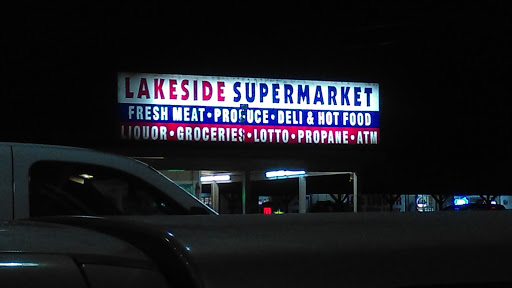 LAKESIDE SUPERMARKET
FRESH MEAT • PRODUCE • DELI & HOT FOOD
LIQUOR • GROCERIES • LOTTO • PROPANE • ATM